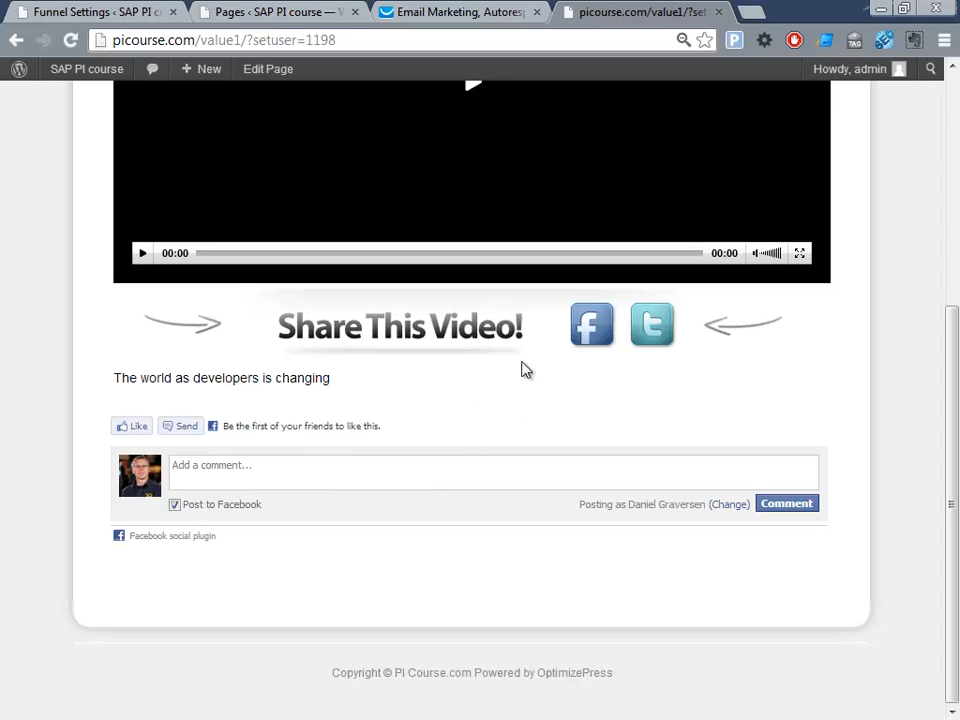 Funnel Settings ‹ SAP PI c
Pages ‹ SAP PI course — V
Email Marketing, Autoresp
picourse.com/value1/?set
picourse.com/value1/?setuser=1198
SAP PI course
+ New
Edit Page
Howdy, admin
00:00
00:00
Share This Video!
The world as developers is changing
Like
Send
Be the first of your friends to like this.
Add a comment...
Post to Facebook
Posting as Daniel Graversen (Change)
Comment
Facebook social plugin
Copyright © PI Course.com Powered by OptimizePress